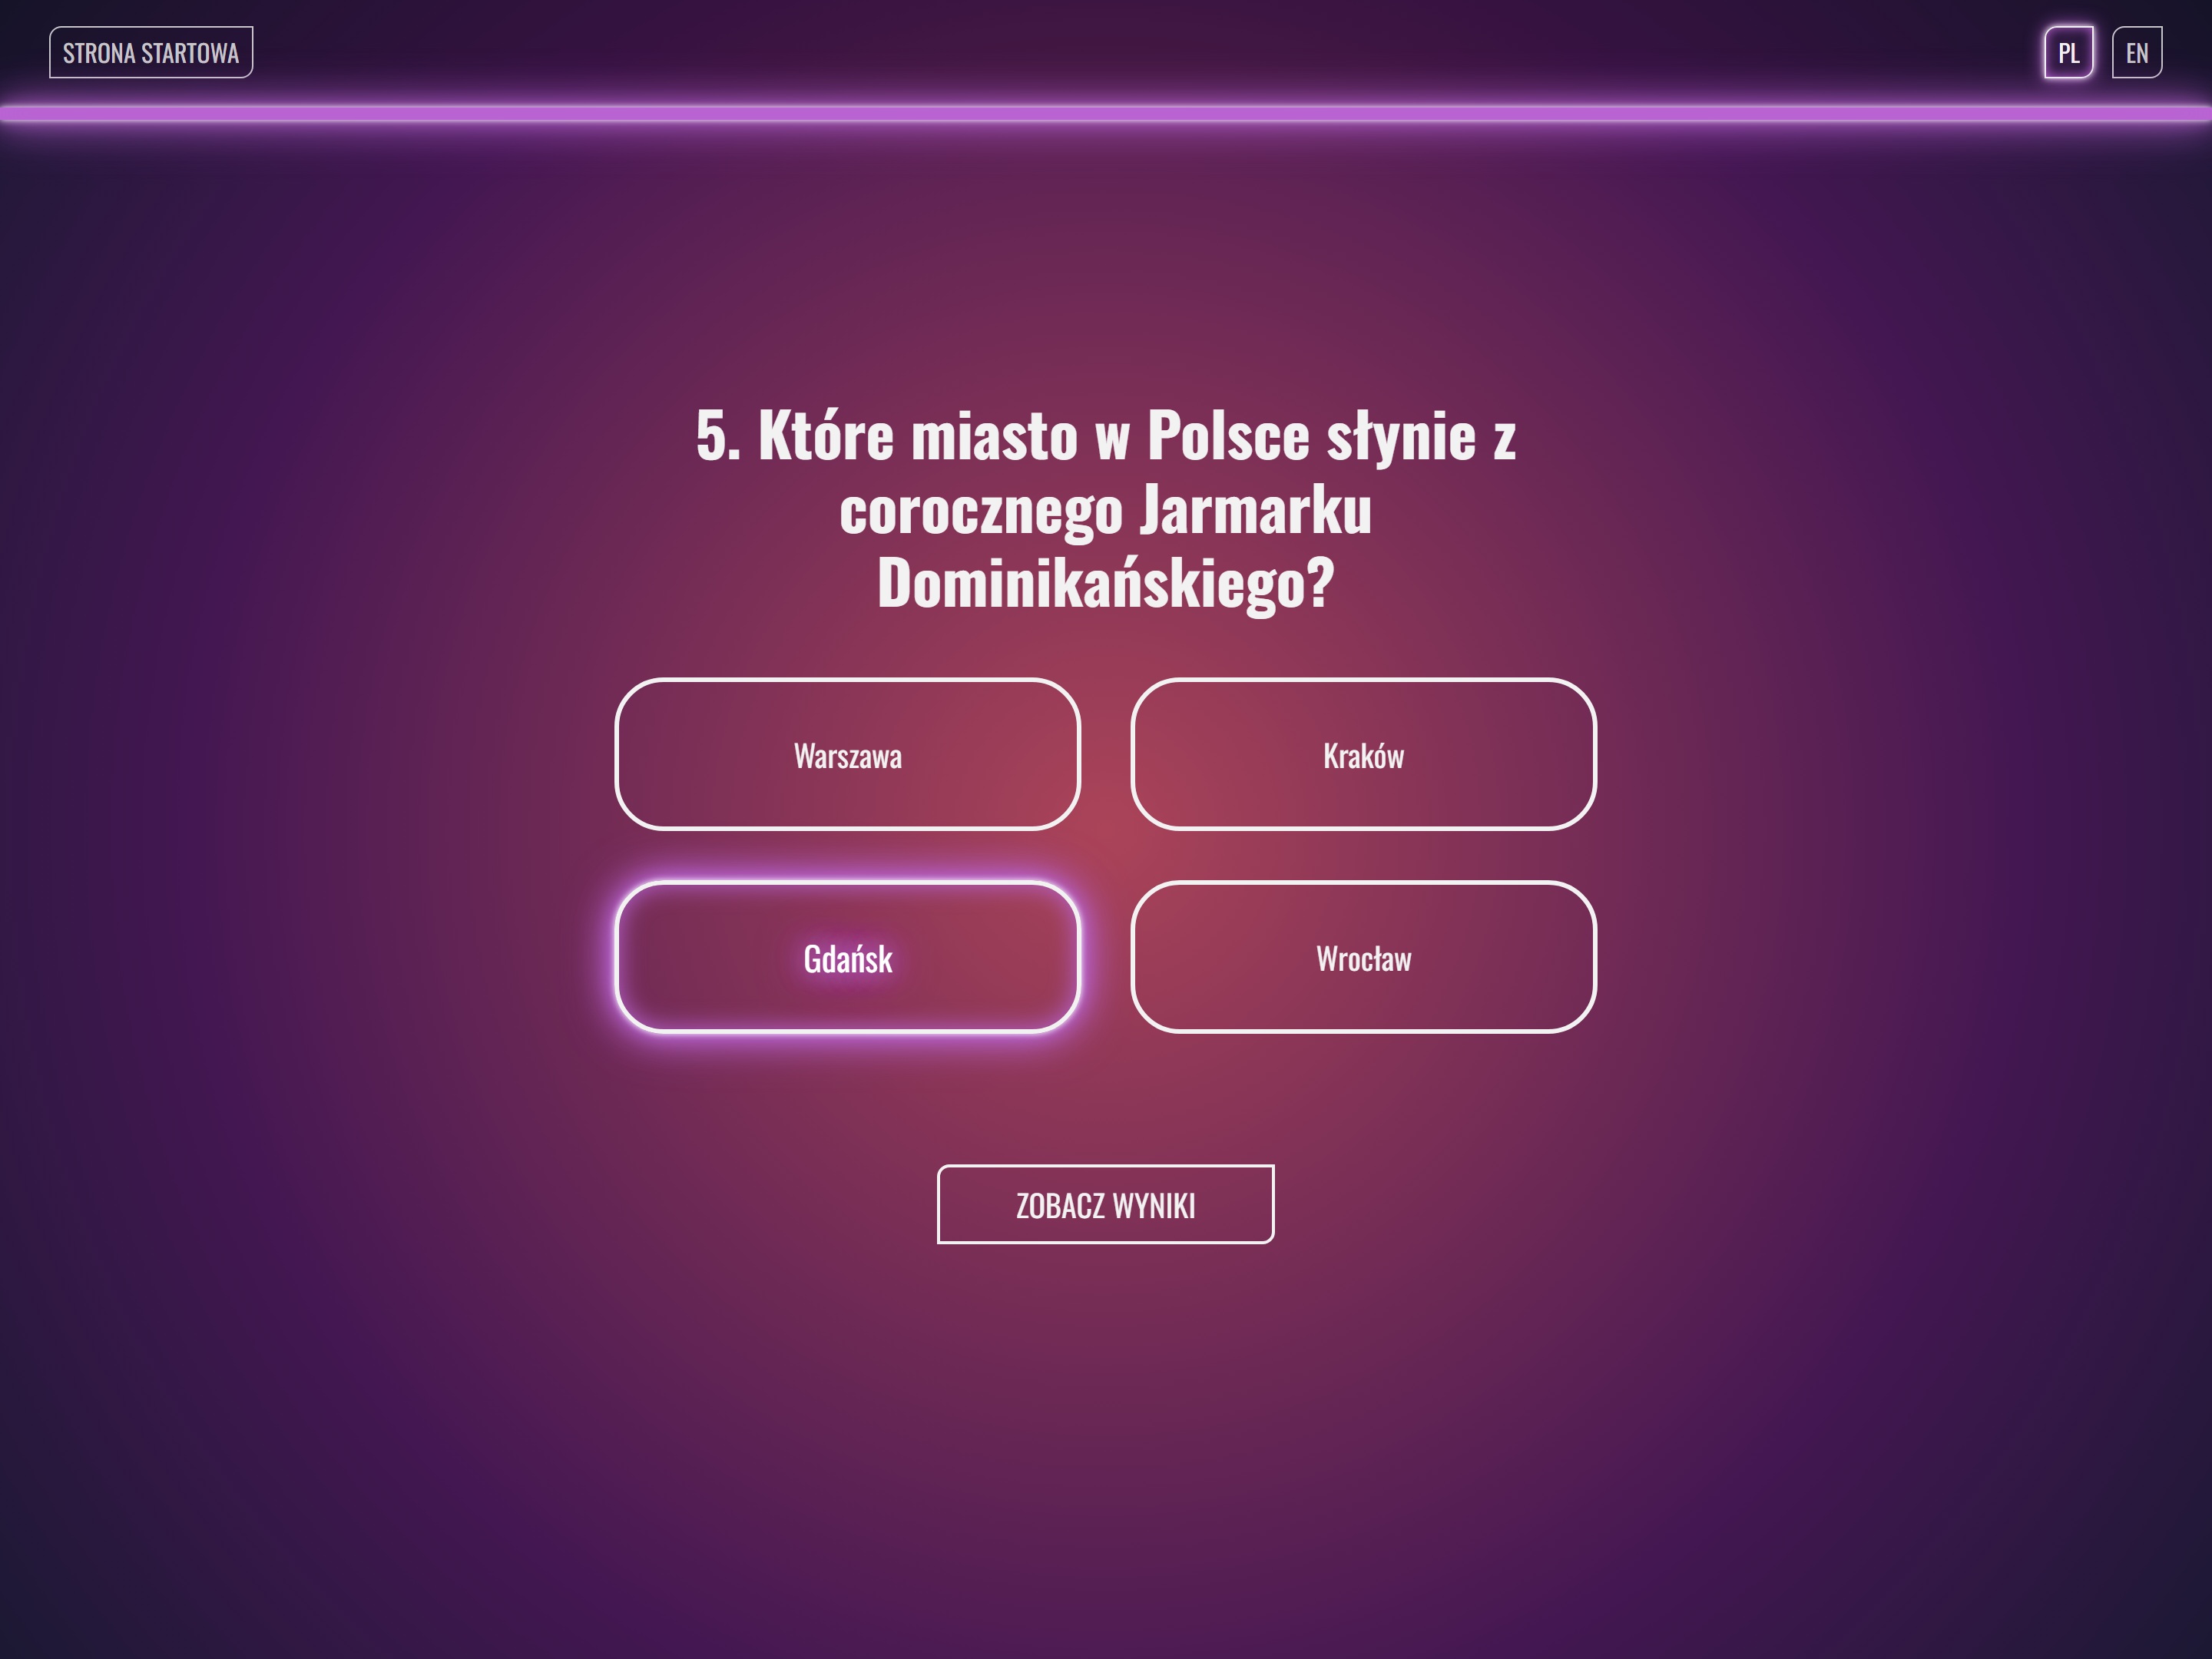 STRONA STARTOWA
PL
EN
5. Które miasto w Polsce słynie z
corocznego Jarmarku
Dominikańskiego?
Warszawa
Kraków
Gdańsk
Wrocław
ZOBACZ WYNIKI